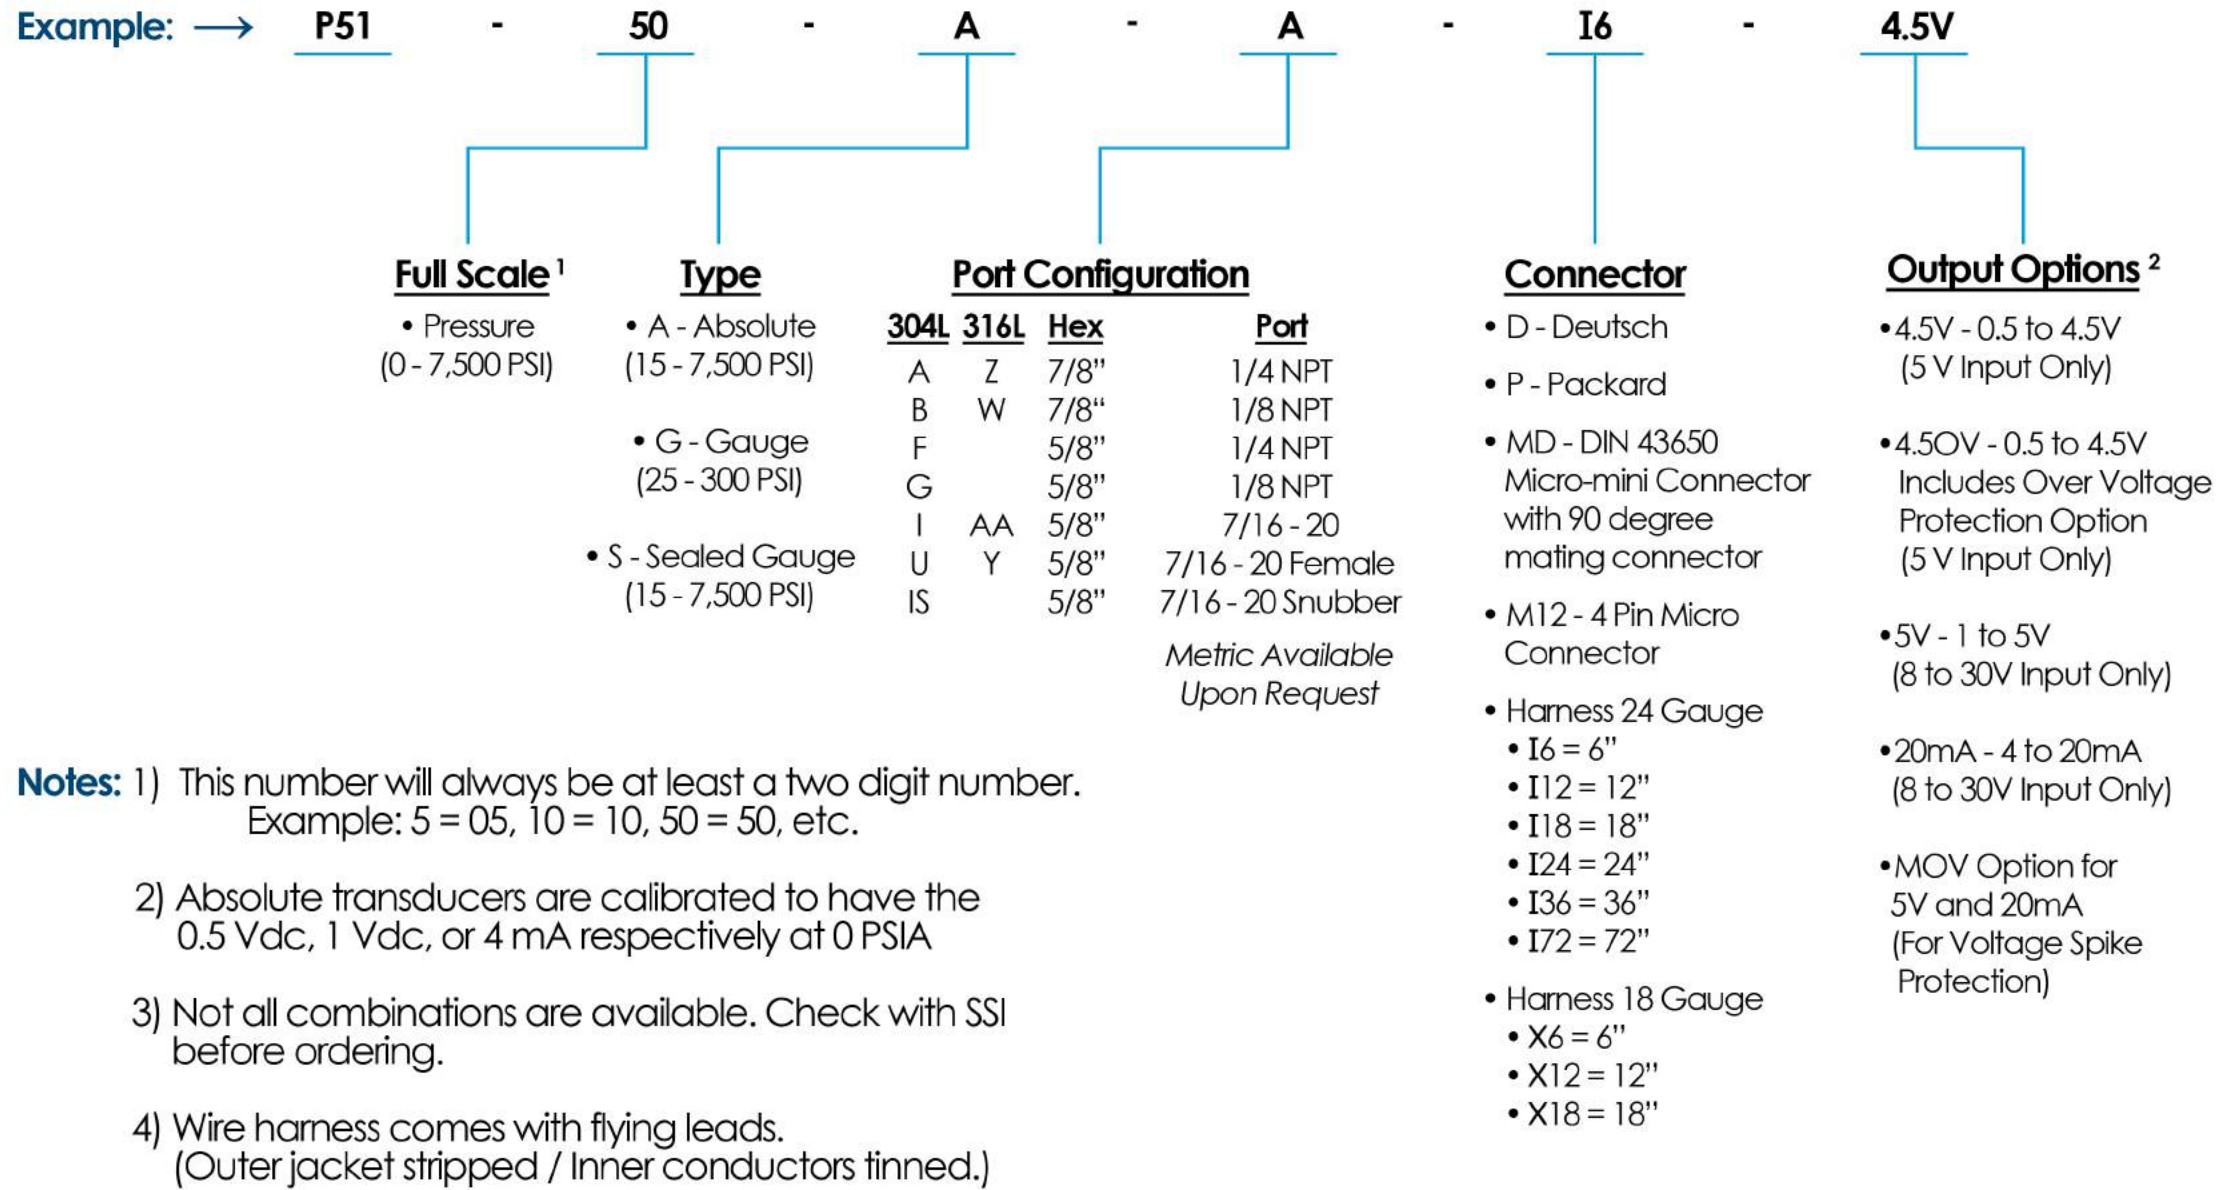 Example: → P51 - 50 - A - A - I6 - 4.5V
Full Scale ¹
• Pressure
(0 - 7,500 PSI)
Type
• A - Absolute
(15 - 7,500 PSI)
• G - Gauge
(25 - 300 PSI)
• S - Sealed Gauge
(15 - 7,500 PSI)
Port Configuration
304L 316L Hex Port
A Z 7/8" 1/4 NPT
B W 7/8" 1/8 NPT
F 5/8" 1/4 NPT
G 5/8" 1/8 NPT
I AA 5/8" 7/16 - 20
U Y 5/8" 7/16 - 20 Female
IS 5/8" 7/16 - 20 Snubber
Metric Available
Upon Request
Connector
• D - Deutsch
• P - Packard
• MD - DIN 43650
Micro-mini Connector
with 90 degree
mating connector
• M12 - 4 Pin Micro
Connector
• Harness 24 Gauge
• I6 = 6"
• I12 = 12"
• I18 = 18"
• I24 = 24"
• I36 = 36"
• I72 = 72"
• Harness 18 Gauge
• X6 = 6"
• X12 = 12"
• X18 = 18"
Output Options ²
• 4.5V - 0.5 to 4.5V
(5 V Input Only)
• 4.5OV - 0.5 to 4.5V
Includes Over Voltage
Protection Option
(5 V Input Only)
• 5V - 1 to 5V
(8 to 30V Input Only)
• 20mA - 4 to 20mA
(8 to 30V Input Only)
• MOV Option for
5V and 20mA
(For Voltage Spike
Protection)
Notes: 1) This number will always be at least a two digit number.
Example: 5 = 05, 10 = 10, 50 = 50, etc.
2) Absolute transducers are calibrated to have the
0.5 Vdc, 1 Vdc, or 4 mA respectively at 0 PSIA
3) Not all combinations are available. Check with SSI
before ordering.
4) Wire harness comes with flying leads.
(Outer jacket stripped / Inner conductors tinned.)